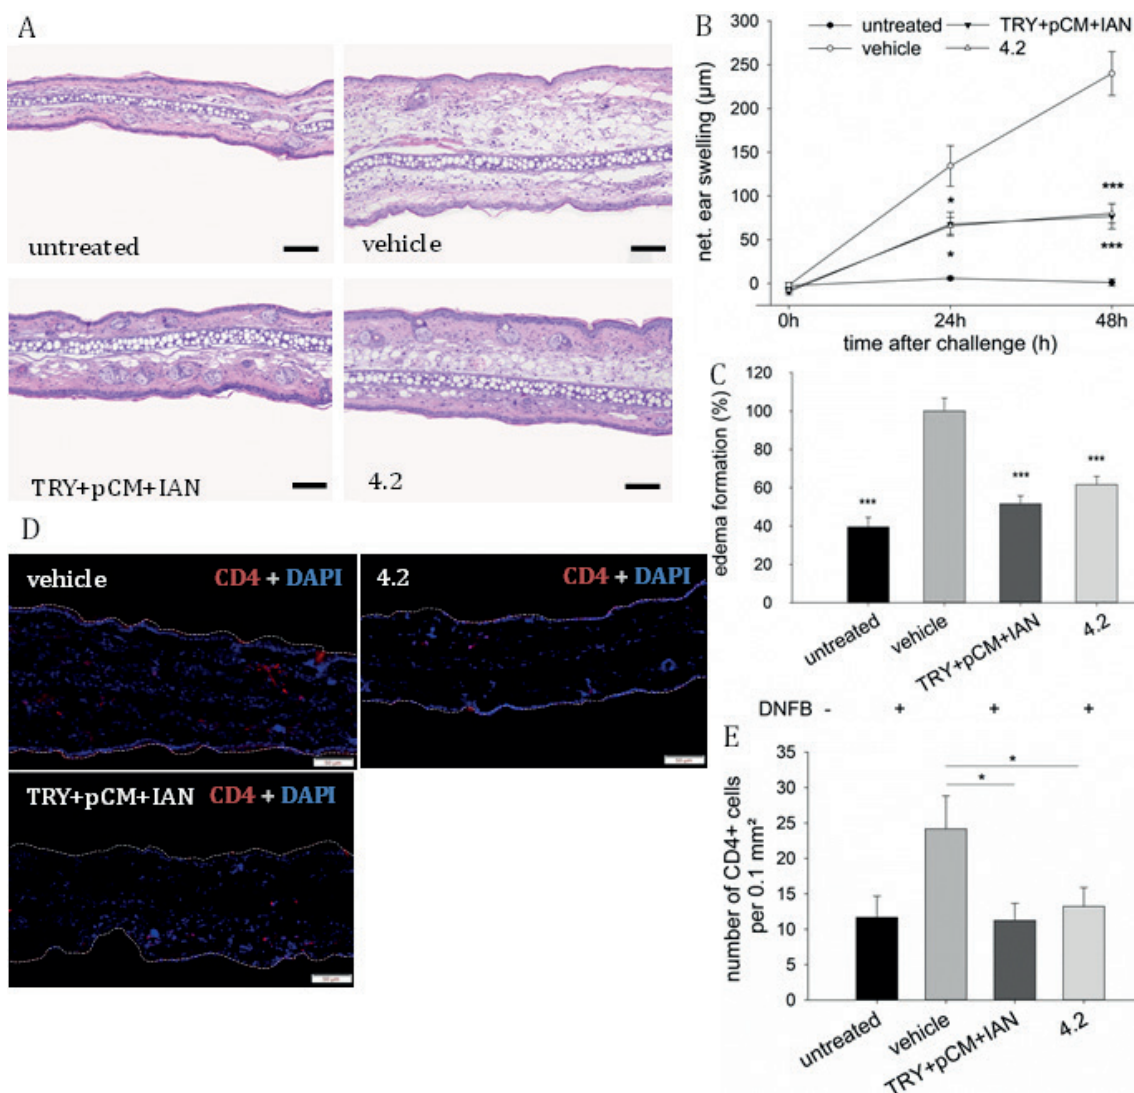 A
untreated
vehicle
TRY+pCM+IAN
4.2
B
net. ear swelling (µm)
300
250
200
150
100
50
0
untreated
vehicle
TRY+pCM+IAN
4.2
*
*
***
***
0h
24h
48h
time after challenge (h)
C
edema formation (%)
120
100
80
60
40
20
0
***
***
***
untreated
vehicle
TRY+pCM+IAN
4.2
DNFB - + + +
D
vehicle CD4 + DAPI
4.2 CD4 + DAPI
TRY+pCM+IAN CD4 + DAPI
E
number of CD4+ cells
per 0.1 mm²
35
30
25
20
15
10
5
0
*
*
untreated
vehicle
TRY+pCM+IAN
4.2